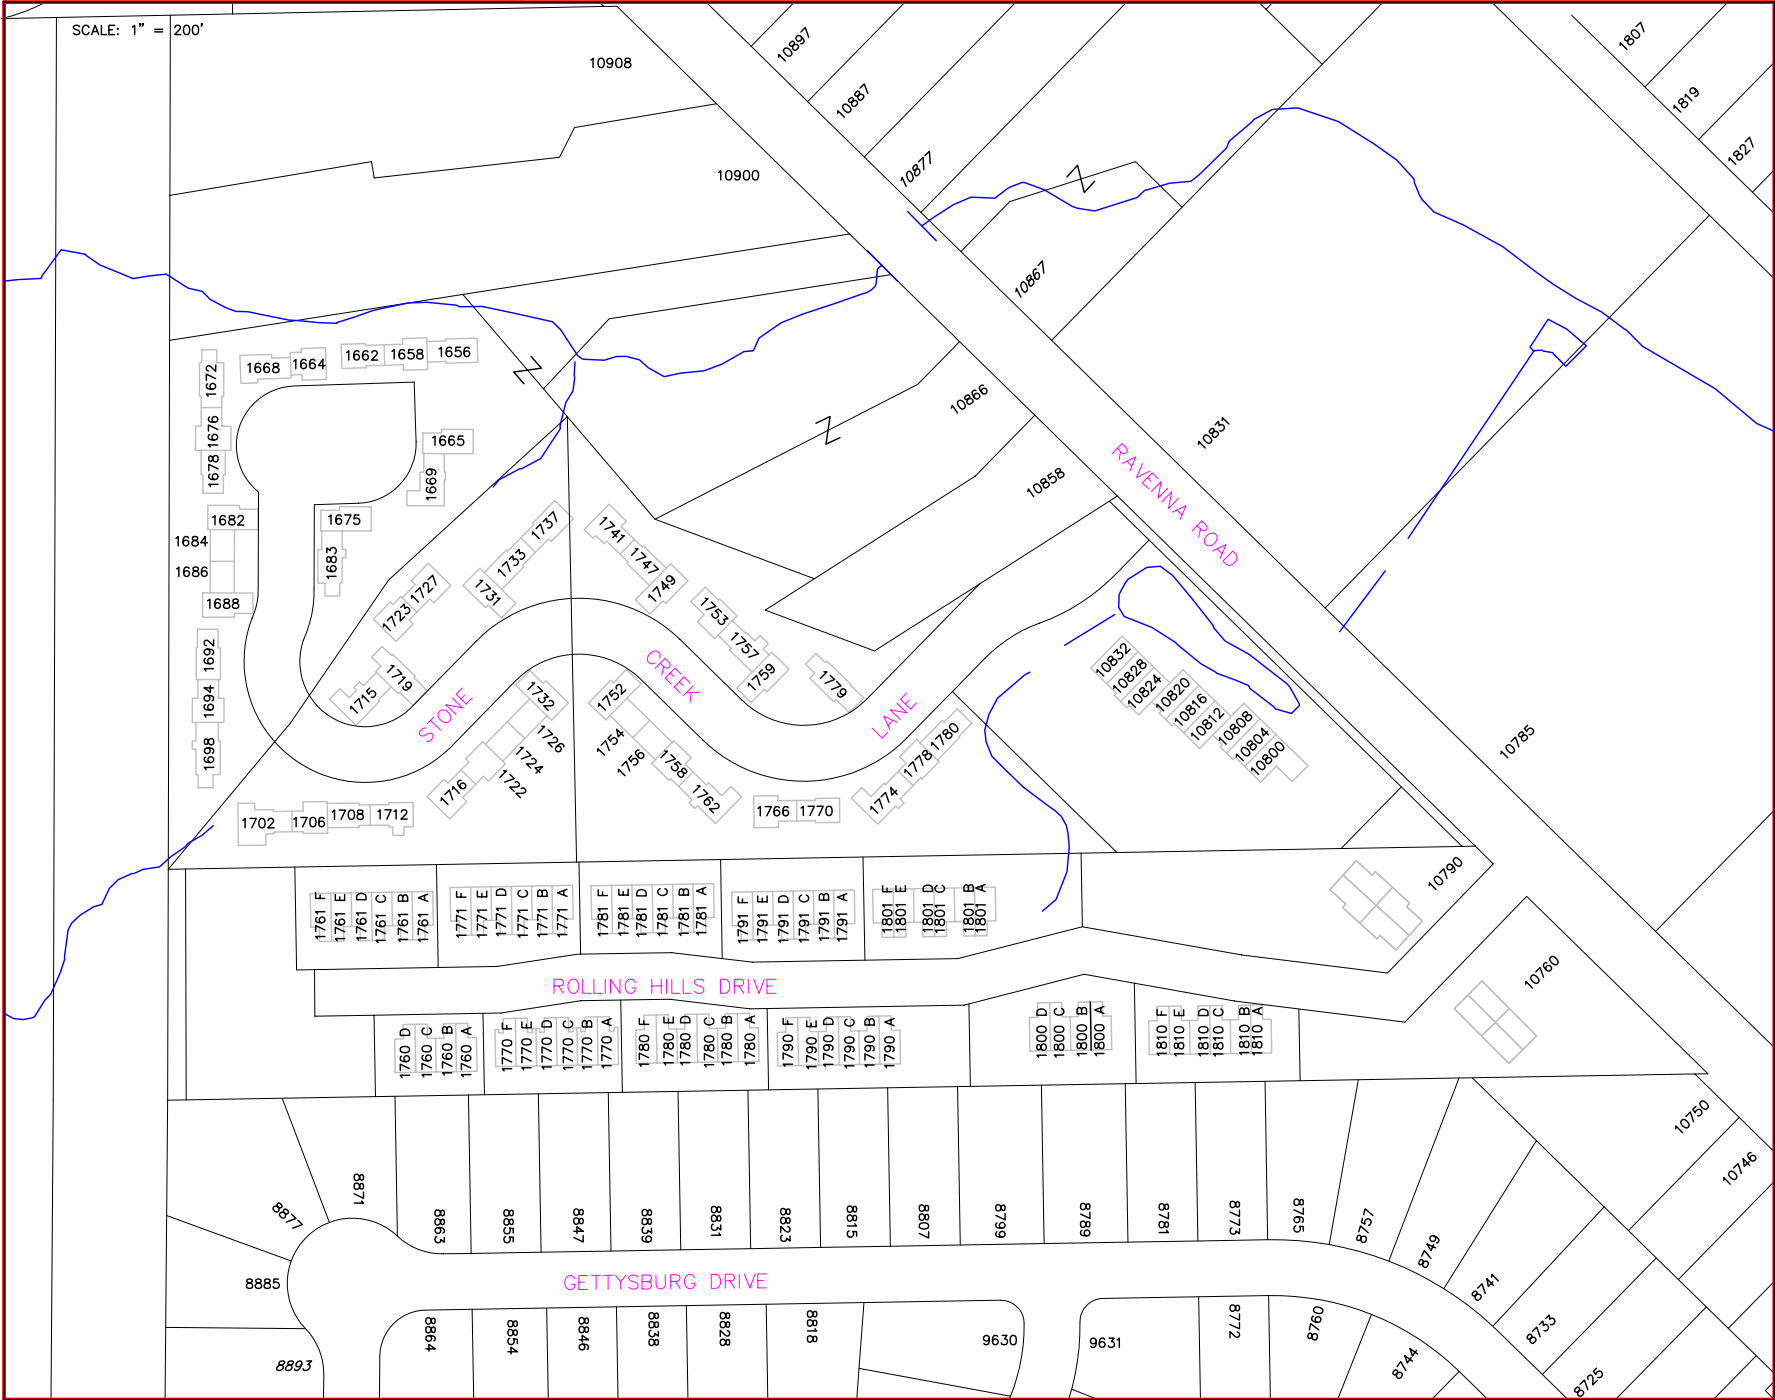 SCALE: 1" = 200'
10908
10897
10887
1807
1819
1827
10900
10877
Z
10867
1672
1668
1664
1662
1658
1656
Z
1676
1678
1665
1669
10866
Z
10831
10858
RAVENNA ROAD
1682
1684
1686
1688
1675
1683
1737
1733
1731
1727
1723
1741
1747
1749
1753
1757
1759
1779
1692
1694
1698
1719
1715
STONE
CREEK
LANE
1732
1726
1724
1722
1716
1752
1754
1756
1758
1762
1780
1778
1774
1766
1770
1702
1706
1708
1712
10832
10828
10824
10820
10816
10812
10808
10804
10800
10785
10790
1761 F
1761 E
1761 D
1761 C
1761 B
1761 A
1771 F
1771 E
1771 D
1771 C
1771 B
1771 A
1781 F
1781 E
1781 D
1781 C
1781 B
1781 A
1791 F
1791 E
1791 D
1791 C
1791 B
1791 A
1801 F
1801 E
1801 D
1801 C
1801 B
1801 A
ROLLING HILLS DRIVE
10760
1760 D
1760 C
1760 B
1760 A
1770 F
1770 E
1770 D
1770 C
1770 B
1770 A
1780 F
1780 E
1780 D
1780 C
1780 B
1780 A
1790 F
1790 E
1790 D
1790 C
1790 B
1790 A
1800 D
1800 C
1800 B
1800 A
1810 F
1810 E
1810 D
1810 C
1810 B
1810 A
10750
10746
8877
8871
8863
8855
8847
8839
8831
8823
8815
8807
8799
8789
8781
8773
8765
8757
8749
8741
8733
8725
8885
GETTYSBURG DRIVE
8893
8864
8854
8846
8838
8828
8818
9630
9631
8772
8760
8744